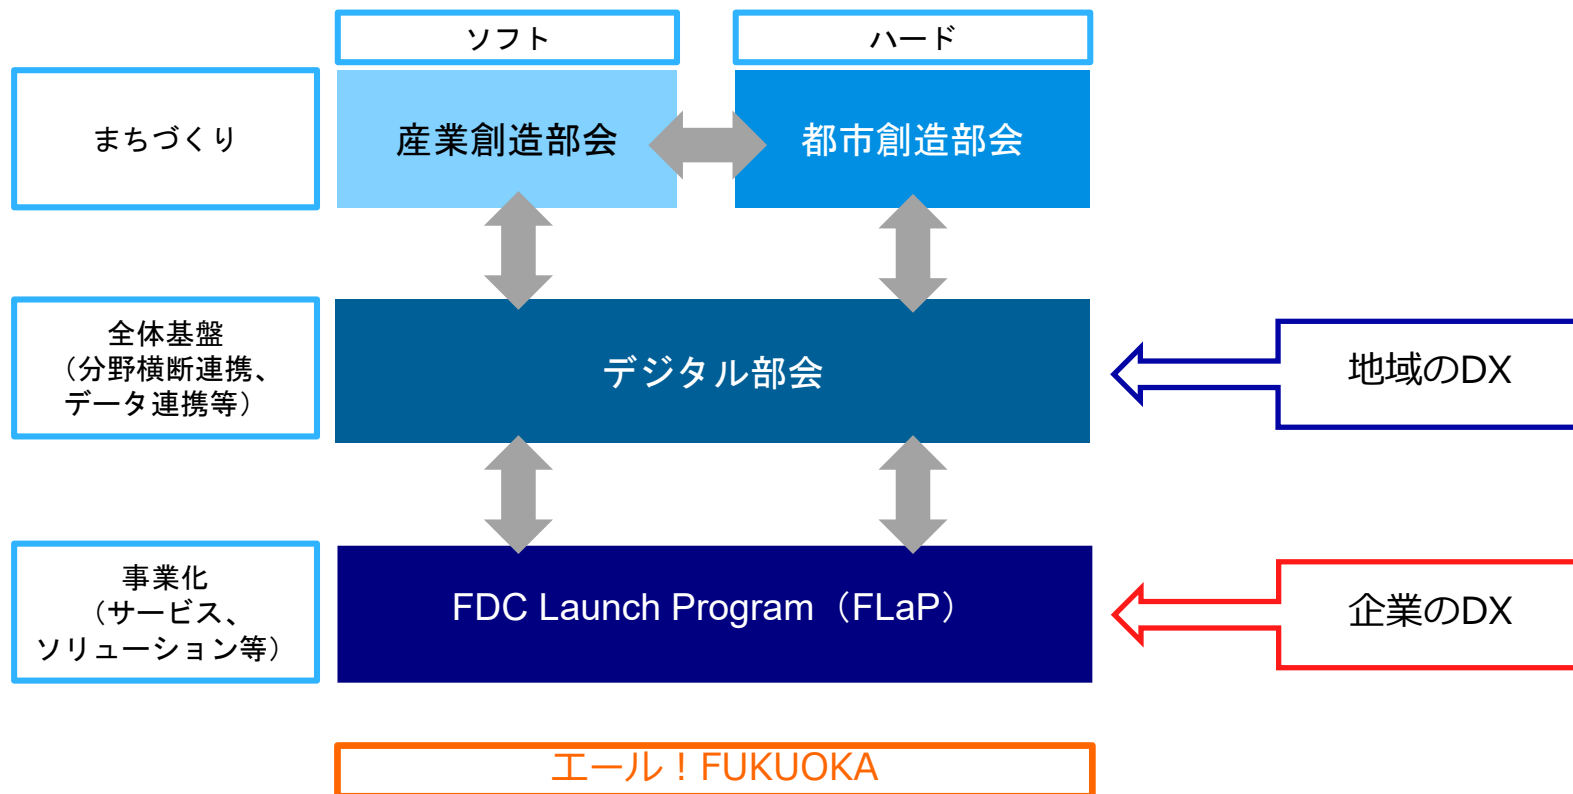 ソフト
ハード
まちづくり
産業創造部会
都市創造部会
全体基盤
（分野横断連携、
データ連携等）
デジタル部会
地域のDX
事業化
（サービス、
ソリューション等）
FDC Launch Program（FLaP）
企業のDX
エール！FUKUOKA